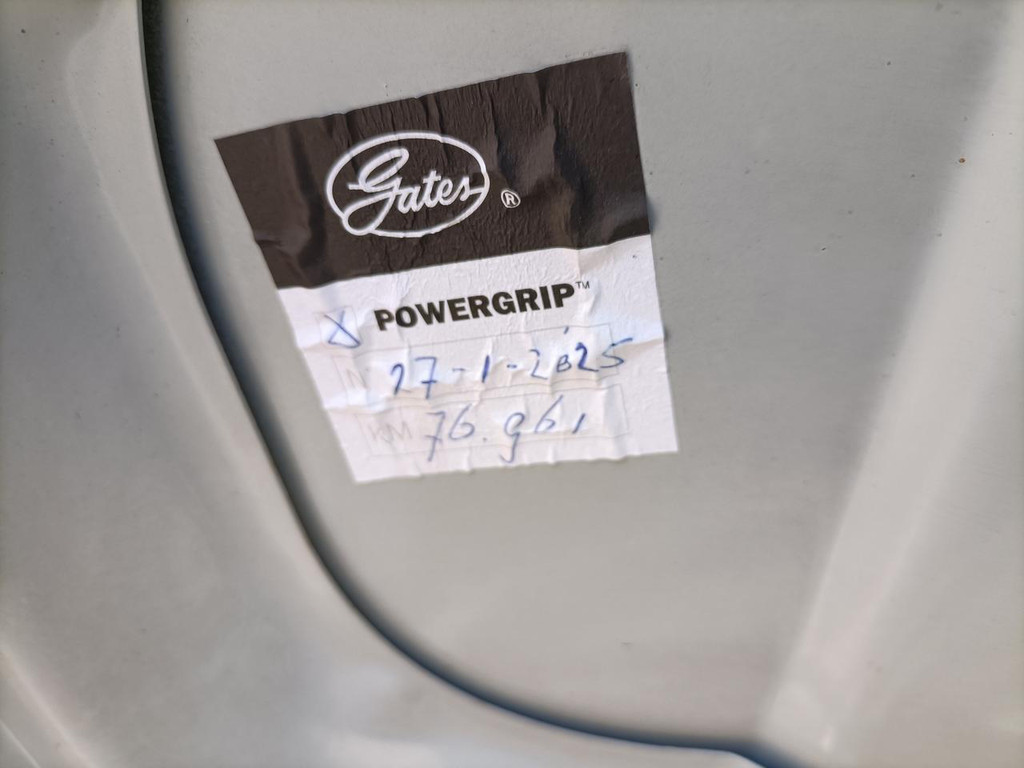 Gates ®
POWERGRIP™
X
27-1-2025
KM 76.961